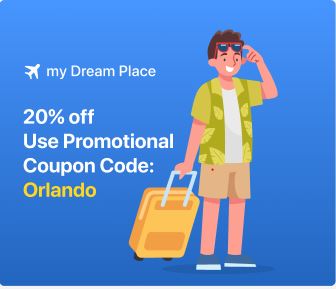 my Dream Place
20% off
Use Promotional
Coupon Code:
Orlando